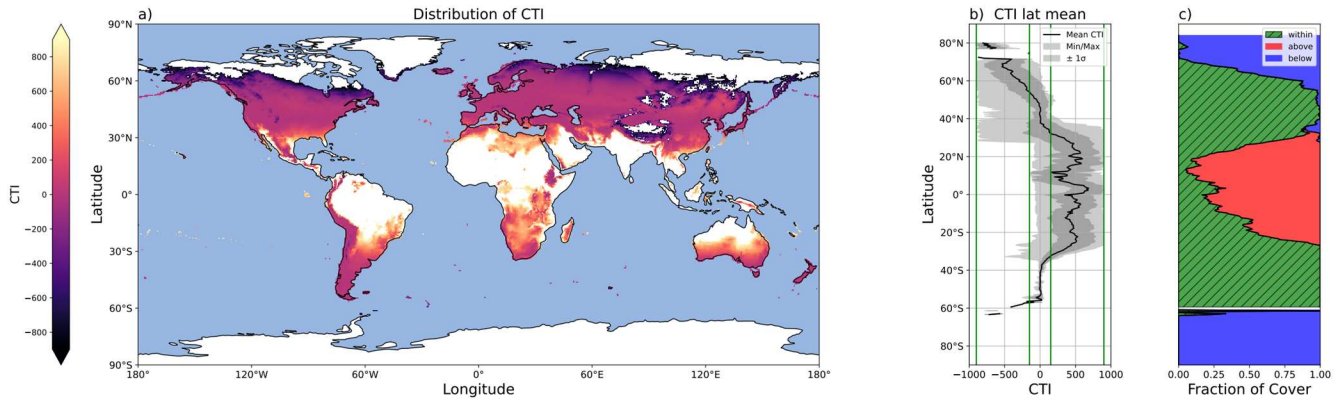 a) Distribution of CTI
CTI
800
600
400
200
0
−200
−400
−600
−800
Latitude
90°N
60°N
30°N
0°
30°S
60°S
90°S
180° 120°W 60°W 0° 60°E 120°E 180°
Longitude
b) CTI lat mean
Mean CTI
Min/Max
± 1σ
Latitude
80°N
60°N
40°N
20°N
0°
20°S
40°S
60°S
80°S
−1000 −500 0 500 1000
CTI
c)
within
above
below
0.00 0.25 0.50 0.75 1.00
Fraction of Cover